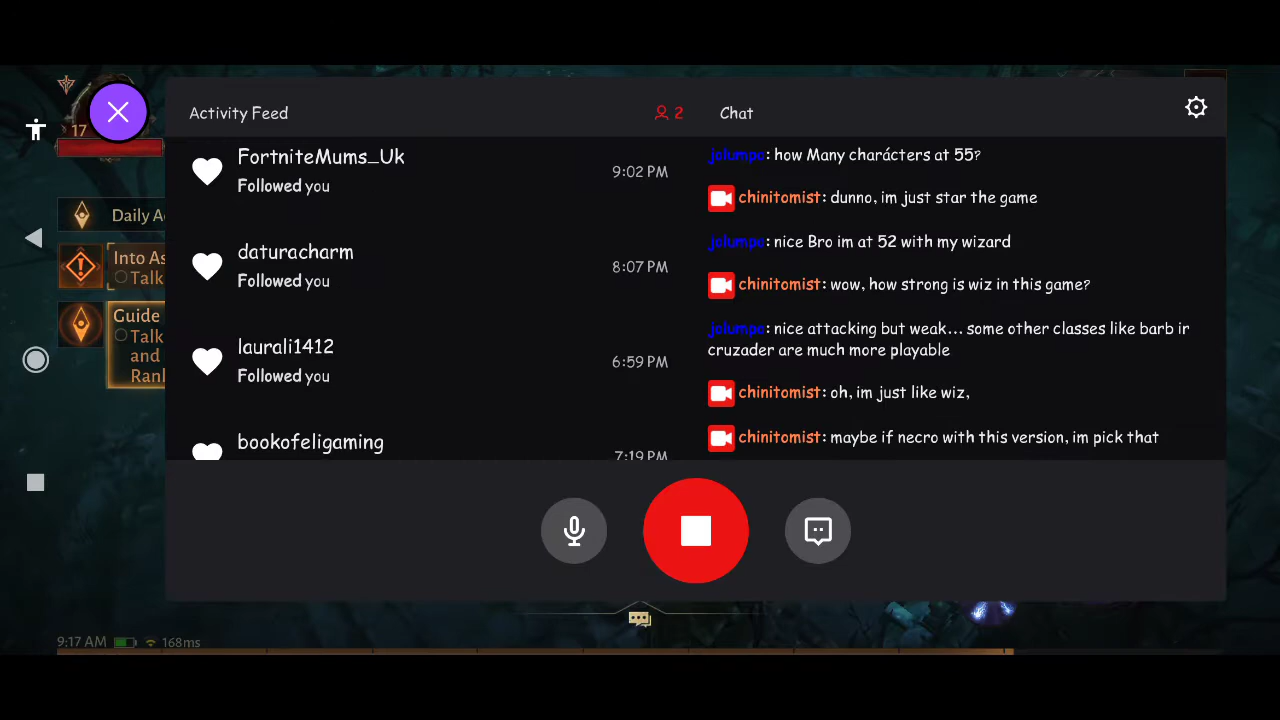 17
Activity Feed
2
Chat
FortniteMums_Uk
Followed you
9:02 PM
daturacharm
Followed you
8:07 PM
laurali1412
Followed you
6:59 PM
bookofeligaming
7:19 PM
jolumpo: how Many charácters at 55?
chinitomist: dunno, im just star the game
jolumpo: nice Bro im at 52 with my wizard
chinitomist: wow, how strong is wiz in this game?
jolumpo: nice attacking but weak... some other classes like barb ir
cruzader are much more playable
chinitomist: oh, im just like wiz,
chinitomist: maybe if necro with this version, im pick that
Daily A
Into As
Talk
Guide
Talk
and
Rank
9:17 AM
168ms